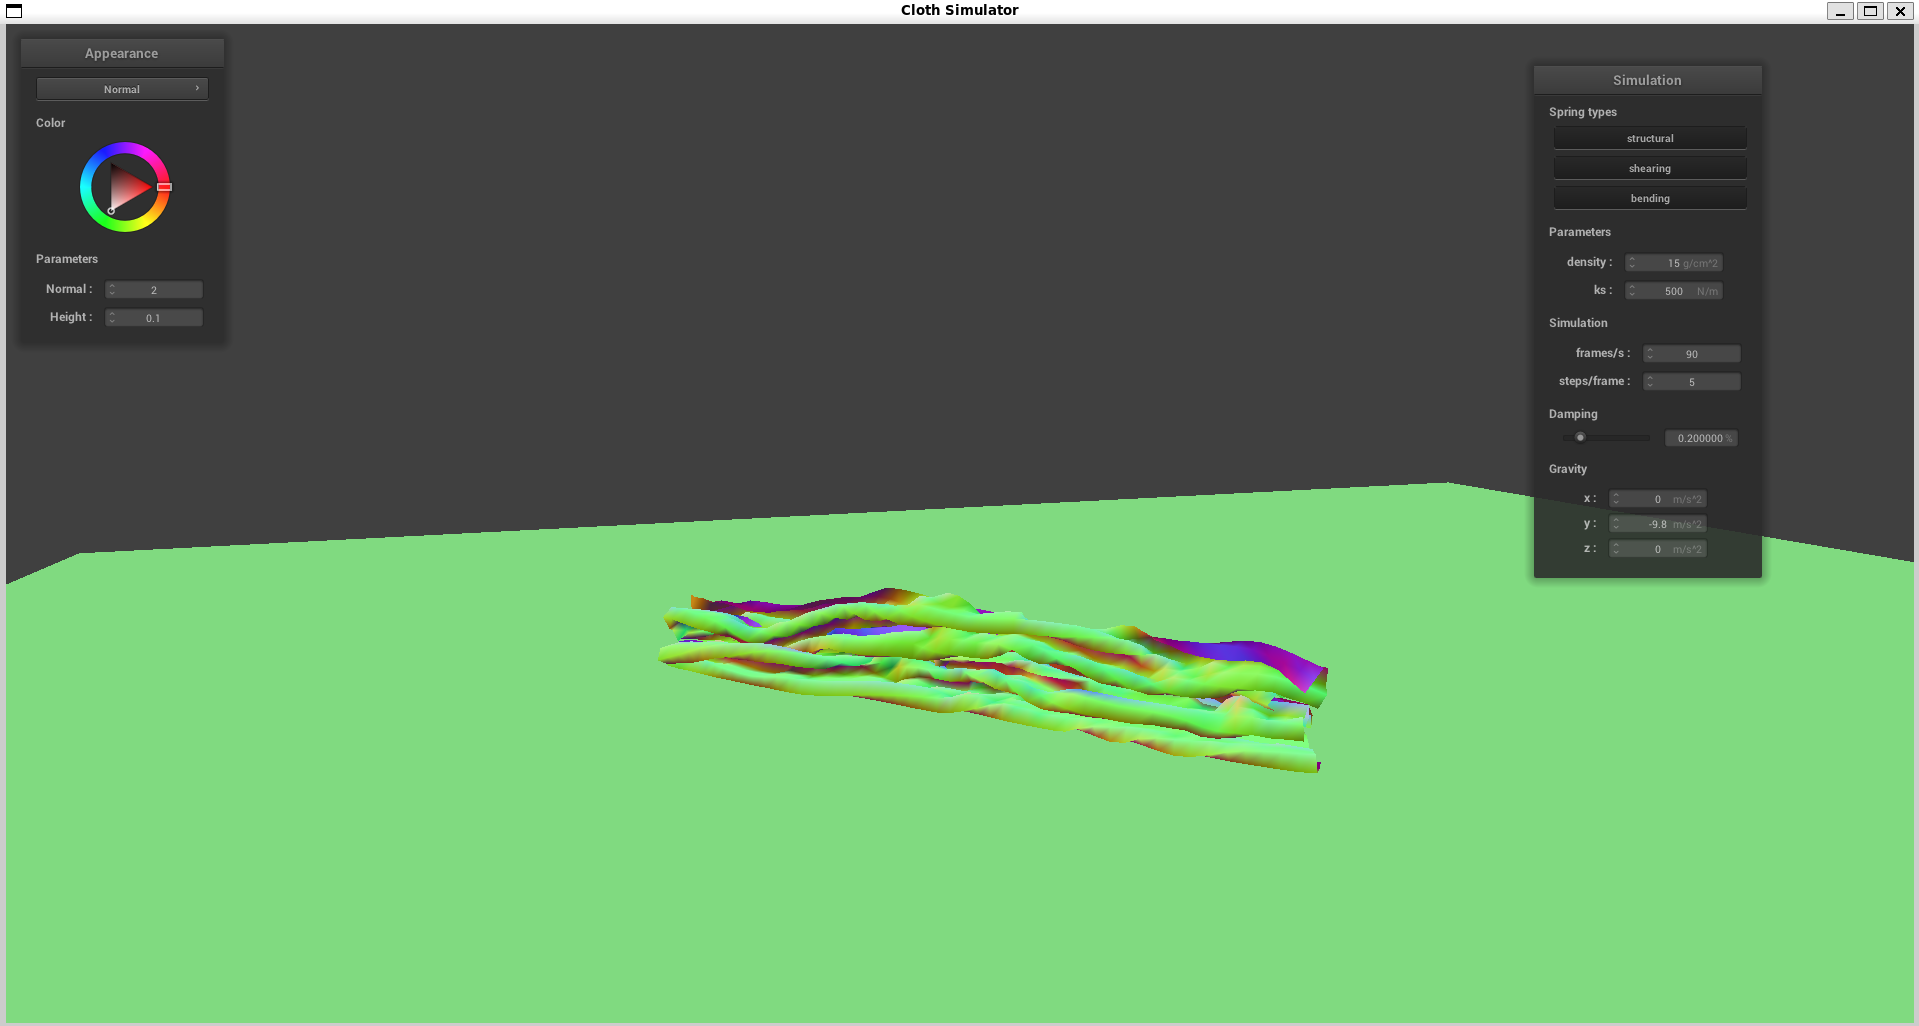 Cloth Simulator
Appearance
Normal
Color
Parameters
Normal : 2
Height : 0.1
Simulation
Spring types
structural
shearing
bending
Parameters
density : 15 g/cm^2
ks : 500 N/m
Simulation
frames/s : 90
steps/frame : 5
Damping
0.200000 %
Gravity
x : 0 m/s^2
y : -9.8 m/s^2
z : 0 m/s^2